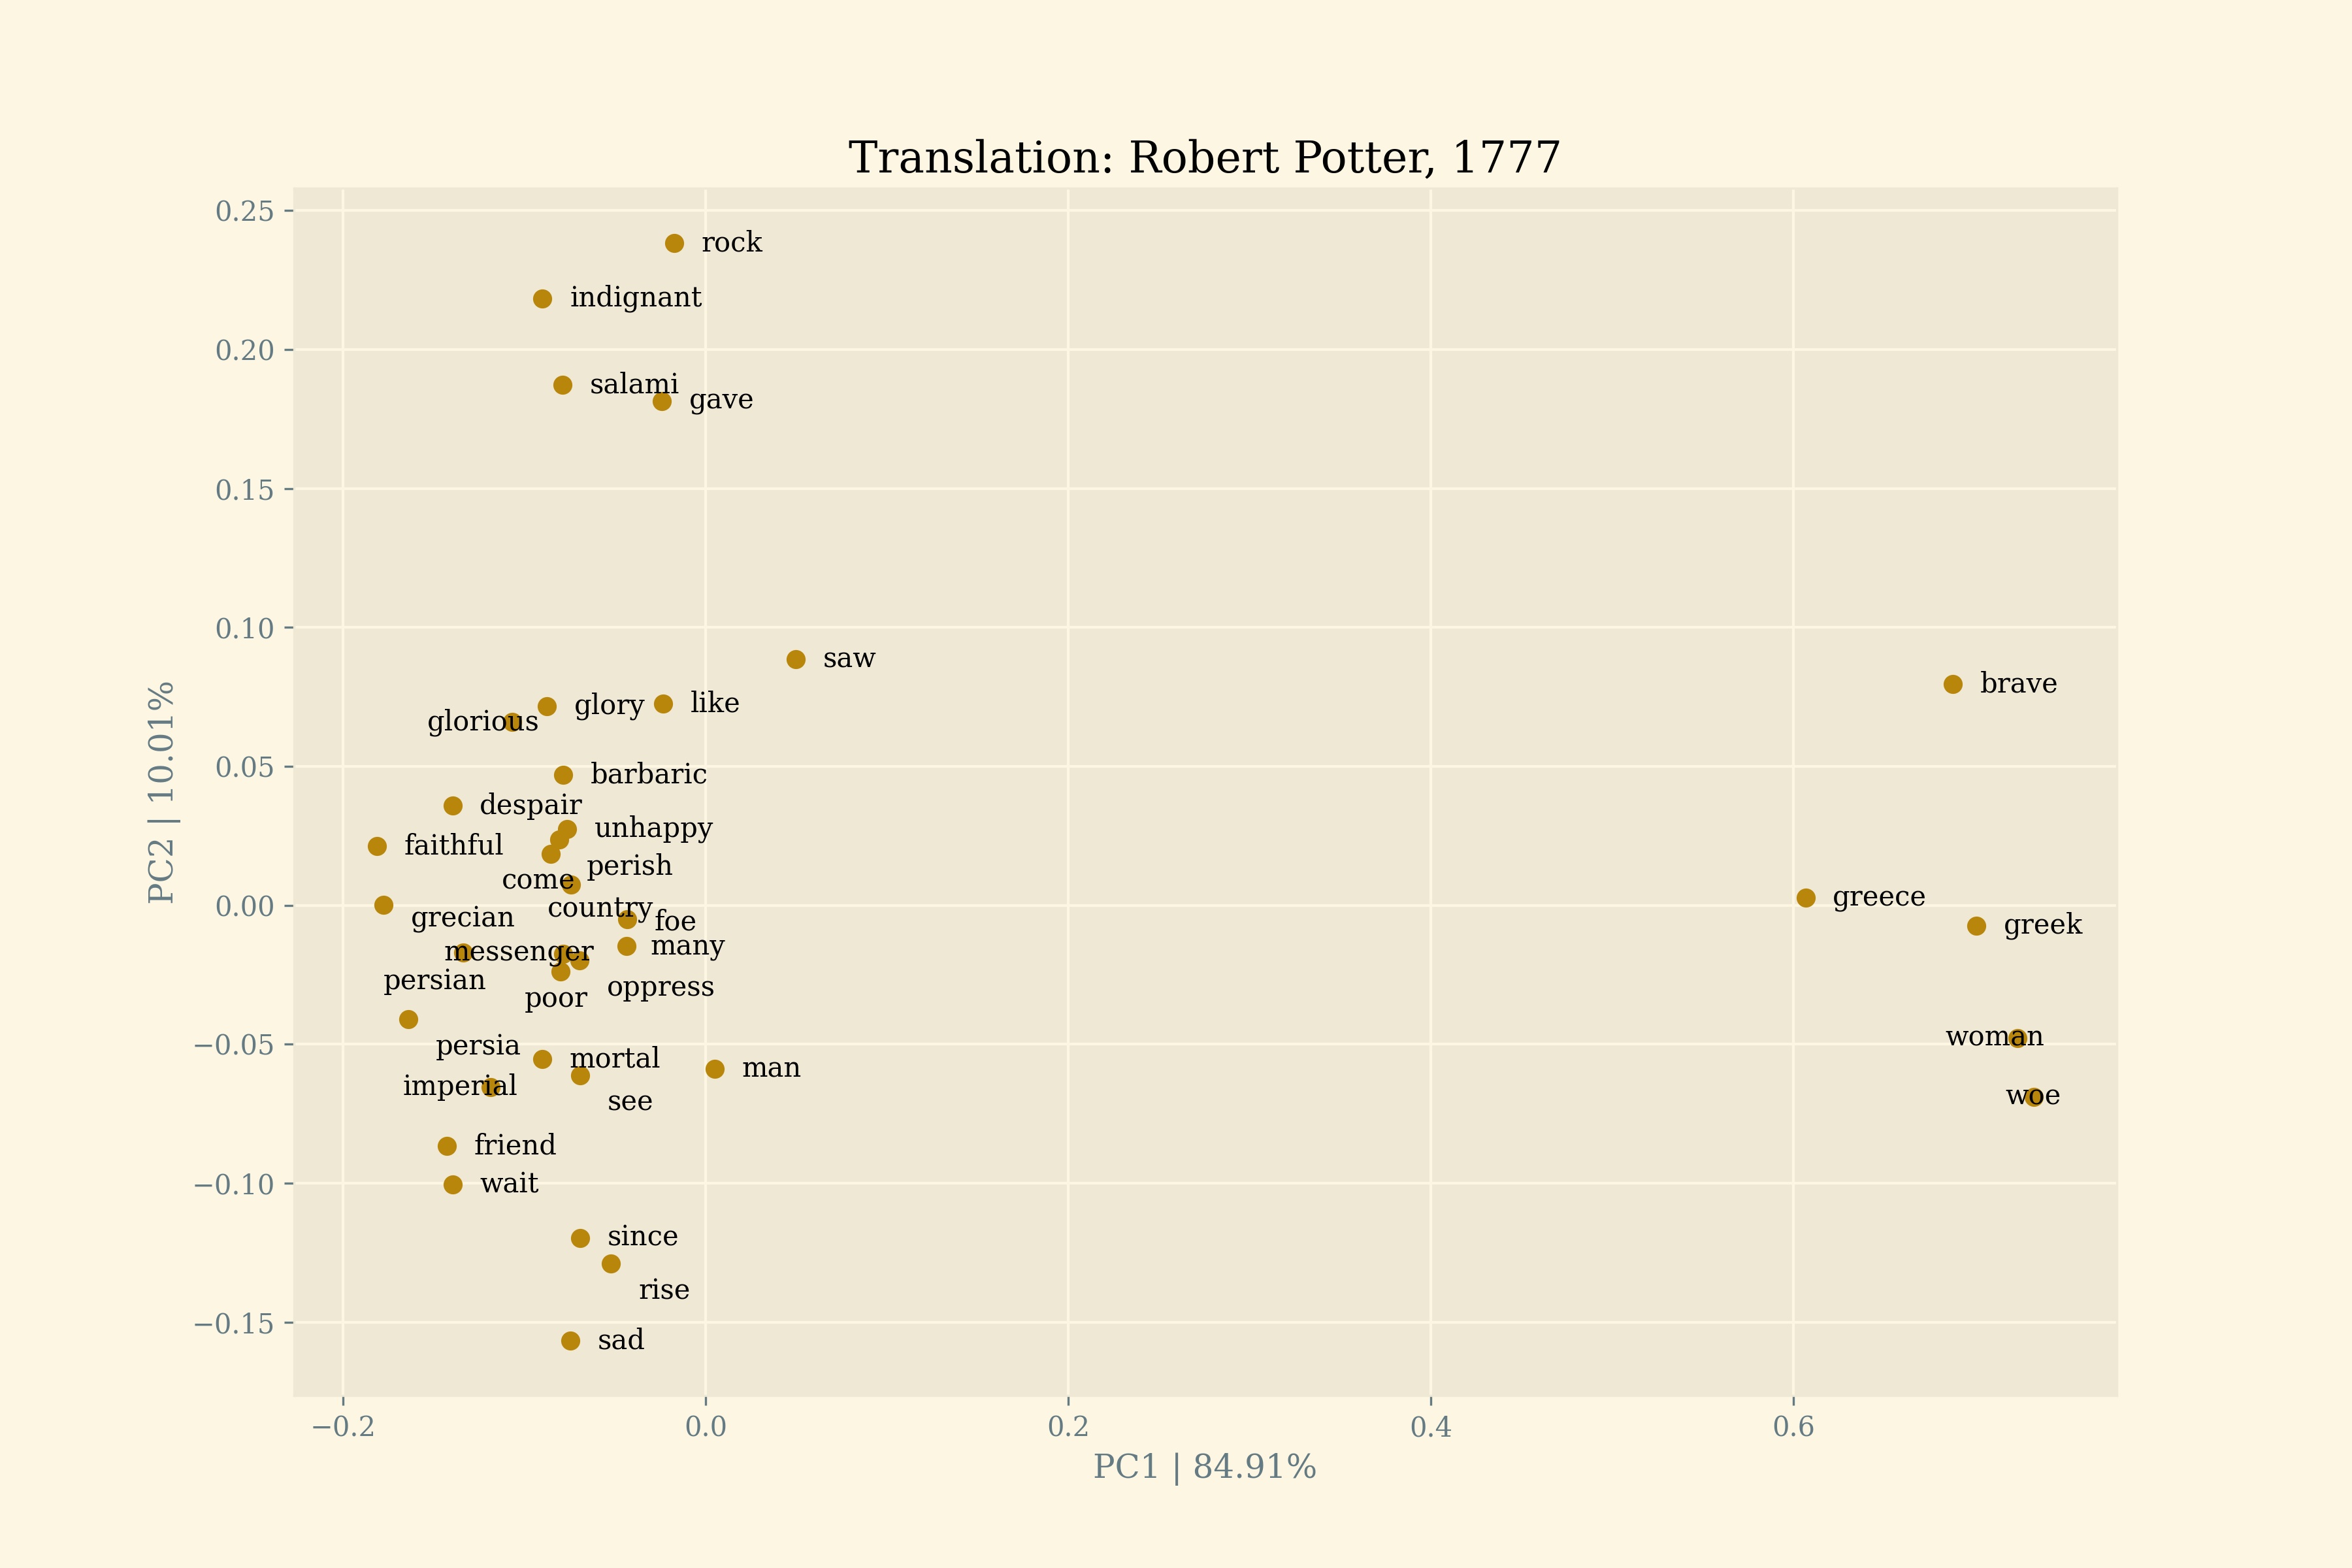 Translation: Robert Potter, 1777
0.25
rock
indignant
0.20
salami
gave
0.15
0.10
saw
brave
glory
like
glorious
0.05
barbaric
despair
unhappy
faithful
perish
come
0.00
greece
country
grecian
foe
greek
many
messenger
persian
oppress
poor
−0.05
woman
persia
mortal
man
imperial
woe
see
friend
−0.10
wait
since
rise
−0.15
sad
PC2 | 10.01%
−0.2 0.0 0.2 0.4 0.6
PC1 | 84.91%